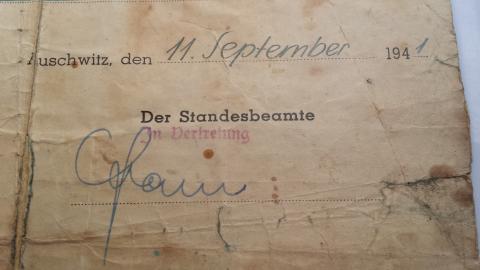 Auschwitz, den 11. September 1941
Der Standesbeamte
In Vertretung